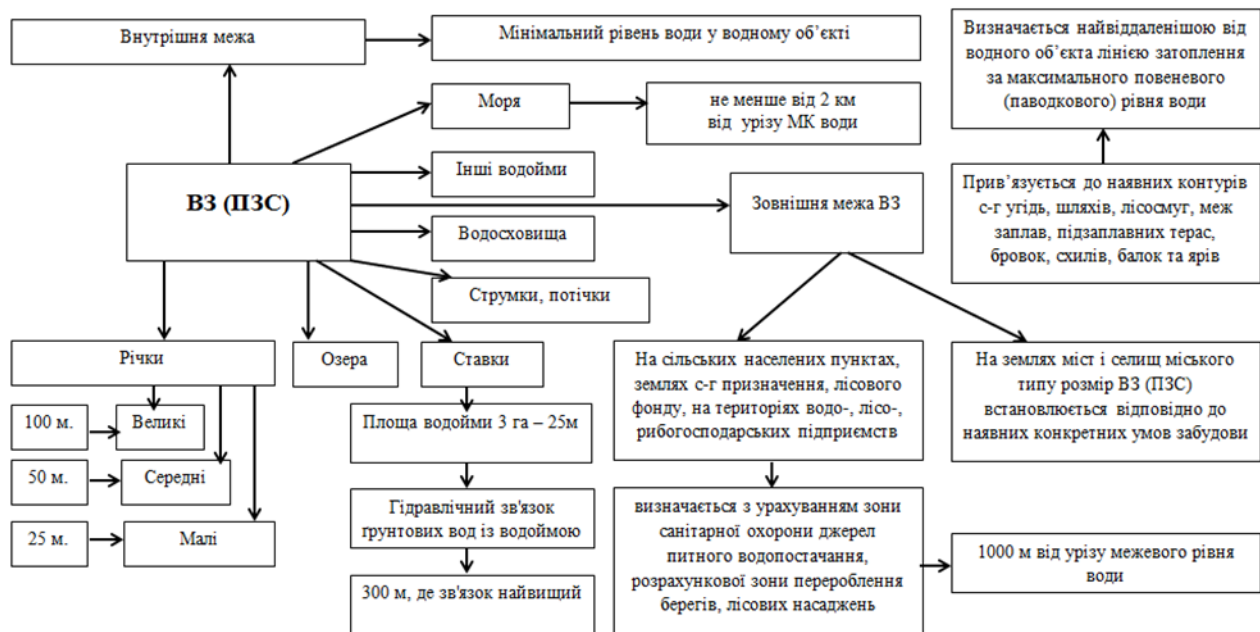 Внутрішня межа
Мінімальний рівень води у водному об’єкті
Визначається найвіддаленішою від
водного об’єкта лінією затоплення
за максимального повеневого
(паводкового) рівня води
Моря
не менше від 2 км
від урізу МК води
ВЗ (ПЗС)
Інші водойми
Зовнішня межа ВЗ
Прив’язується до наявних контурів
с-г угідь, шляхів, лісосмуг, меж
заплав, підзаплавних терас,
бровок, схилів, балок та ярів
Водосховища
Струмки, потічки
Річки
Озера
Ставки
На сільських населених пунктах,
землях с-г призначення, лісового
фонду, на територіях водо-, лісо-,
рибогосподарських підприємств
На землях міст і селищ міського
типу розмір ВЗ (ПЗС)
встановлюється відповідно до
наявних конкретних умов забудови
100 м.
Великі
Площа водойми 3 га – 25м
50 м.
Середні
25 м.
Малі
Гідравлічний зв'язок
ґрунтових вод із водоймою
визначається з урахуванням зони
санітарної охорони джерел
питного водопостачання,
розрахункової зони перероблення
берегів, лісових насаджень
1000 м від урізу межевого рівня
води
300 м, де зв'язок найвищий